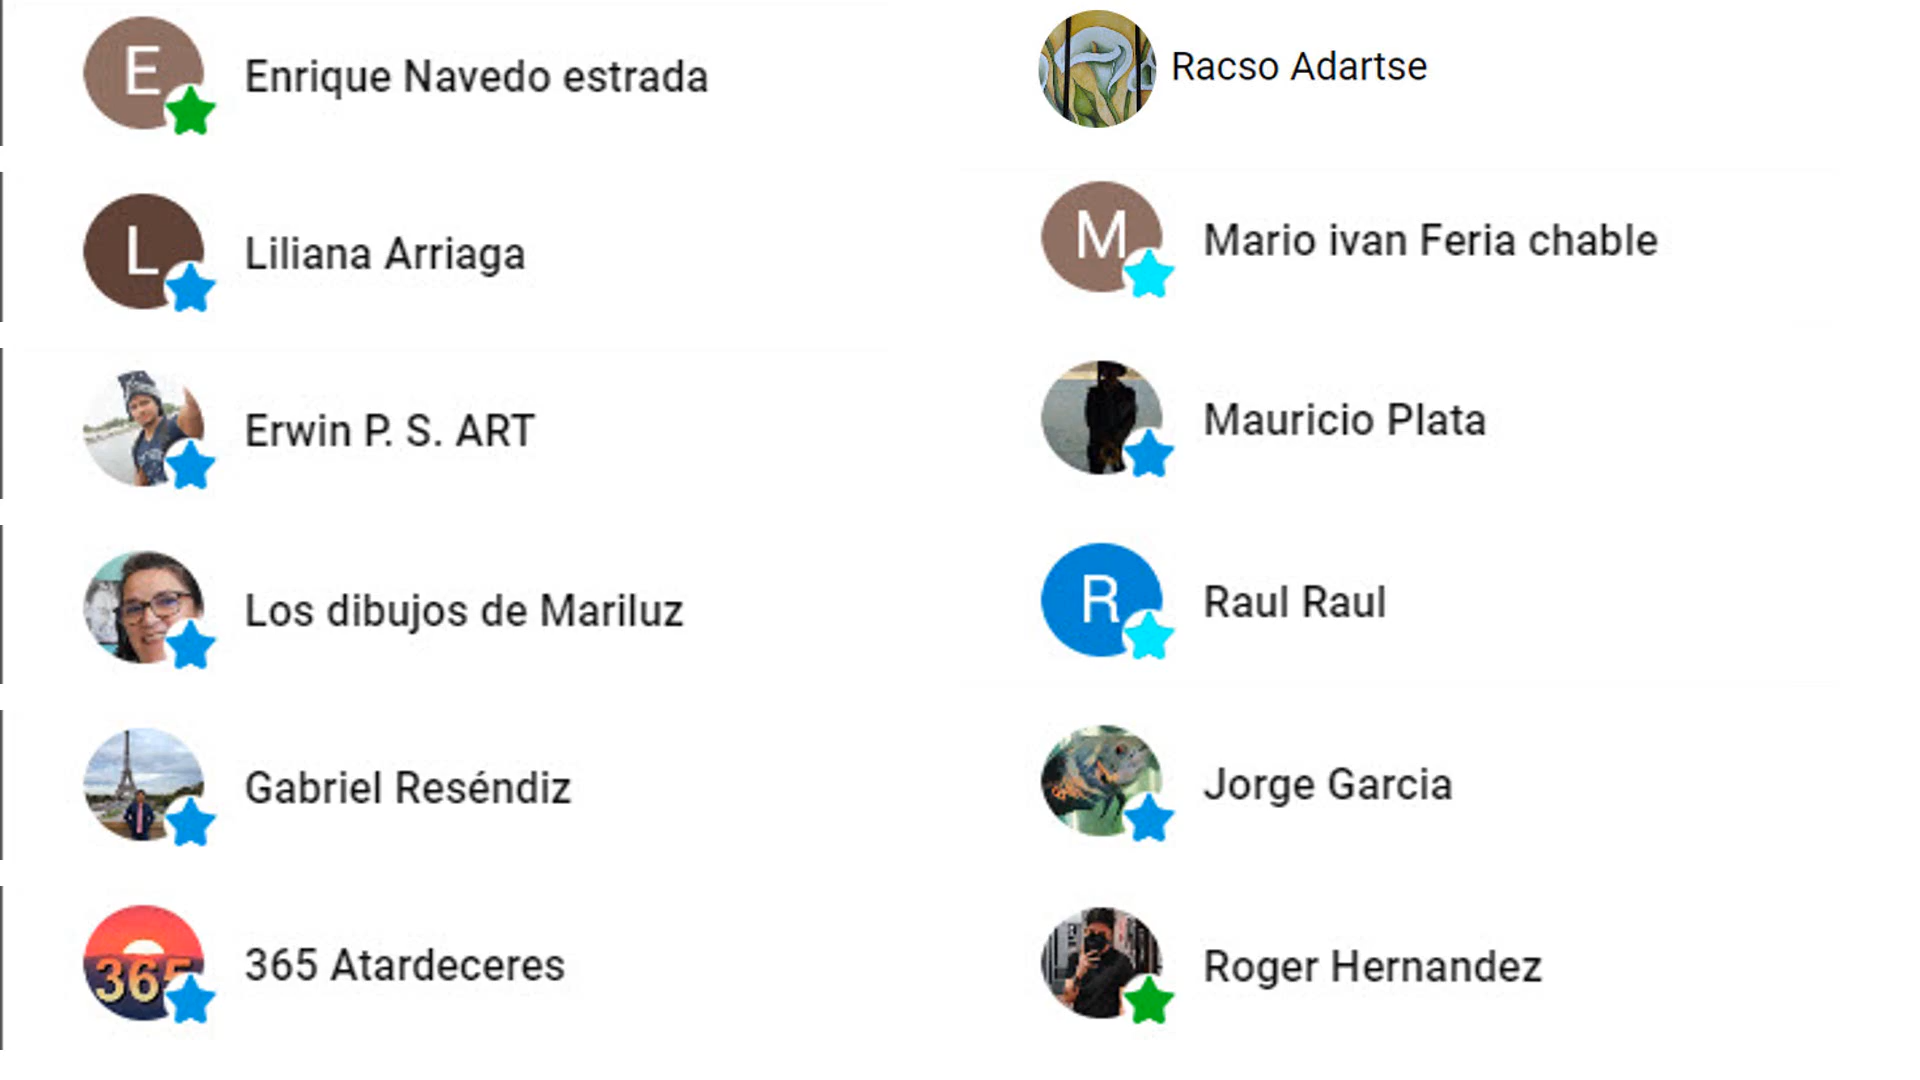 E
Enrique Navedo estrada
L
Liliana Arriaga
Erwin P. S. ART
Los dibujos de Mariluz
Gabriel Reséndiz
365
365 Atardeceres
Racso Adartse
M
Mario ivan Feria chable
Mauricio Plata
R
Raul Raul
Jorge Garcia
Roger Hernandez